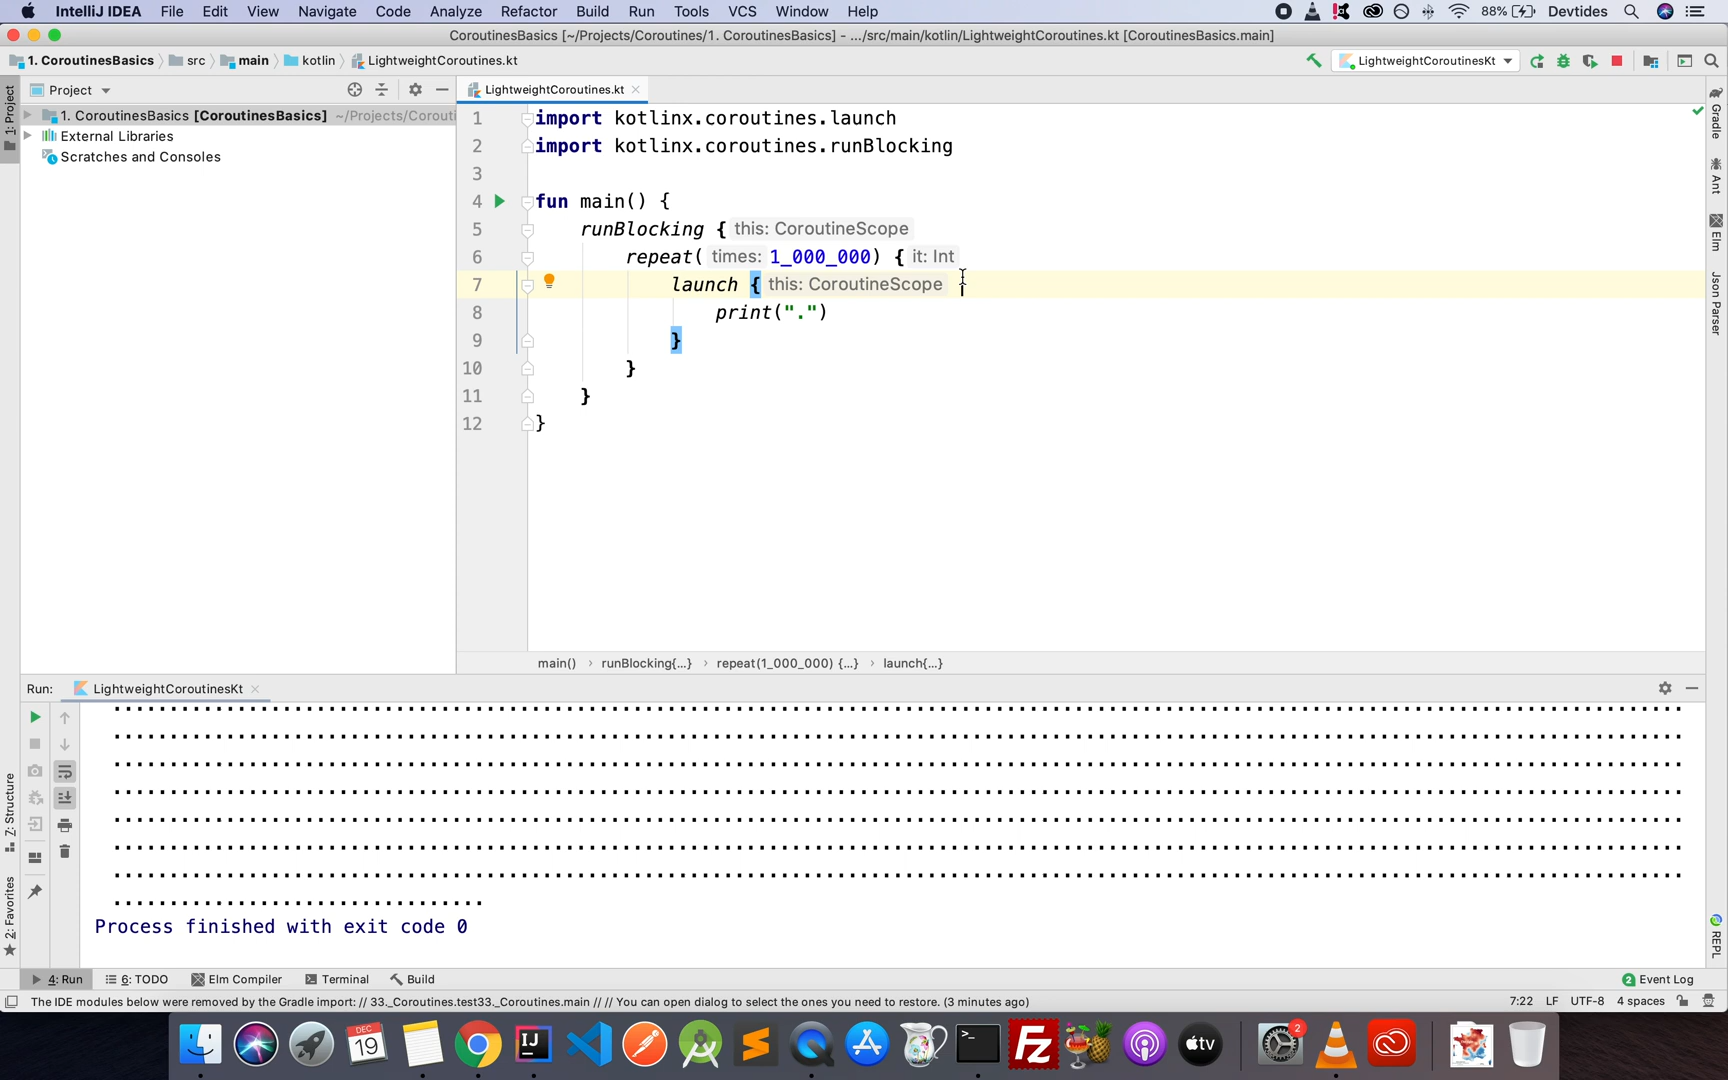 IntelliJ IDEA File Edit View Navigate Code Analyze Refactor Build Run Tools VCS Window Help 88% Devtides
CoroutinesBasics [~/Projects/Coroutines/1. CoroutinesBasics] - .../src/main/kotlin/LightweightCoroutines.kt [CoroutinesBasics.main]
1. CoroutinesBasics src main kotlin LightweightCoroutines.kt LightweightCoroutinesKt
Project LightweightCoroutines.kt
1. CoroutinesBasics [CoroutinesBasics] ~/Projects/Corouti
External Libraries
Scratches and Consoles
1 import kotlinx.coroutines.launch
2 import kotlinx.coroutines.runBlocking
3
4 fun main() {
5 runBlocking { this: CoroutineScope
6 repeat( times: 1_000_000) { it: Int
7 launch { this: CoroutineScope
8 print(".")
9 }
10 }
11 }
12 }
main() › runBlocking{...} › repeat(1_000_000) {...} › launch{...}
1: Project
Z: Structure
2: Favorites
Gradle
Ant
Elm
Json Parser
REPL
Run: LightweightCoroutinesKt
Process finished with exit code 0
4: Run 6: TODO Elm Compiler Terminal Build 2 Event Log
The IDE modules below were removed by the Gradle import: // 33._Coroutines.test33._Coroutines.main // // You can open dialog to select the ones you need to restore. (3 minutes ago) 7:22 LF UTF-8 4 spaces
DEC
19
IJ
>_
Fz
tv
2